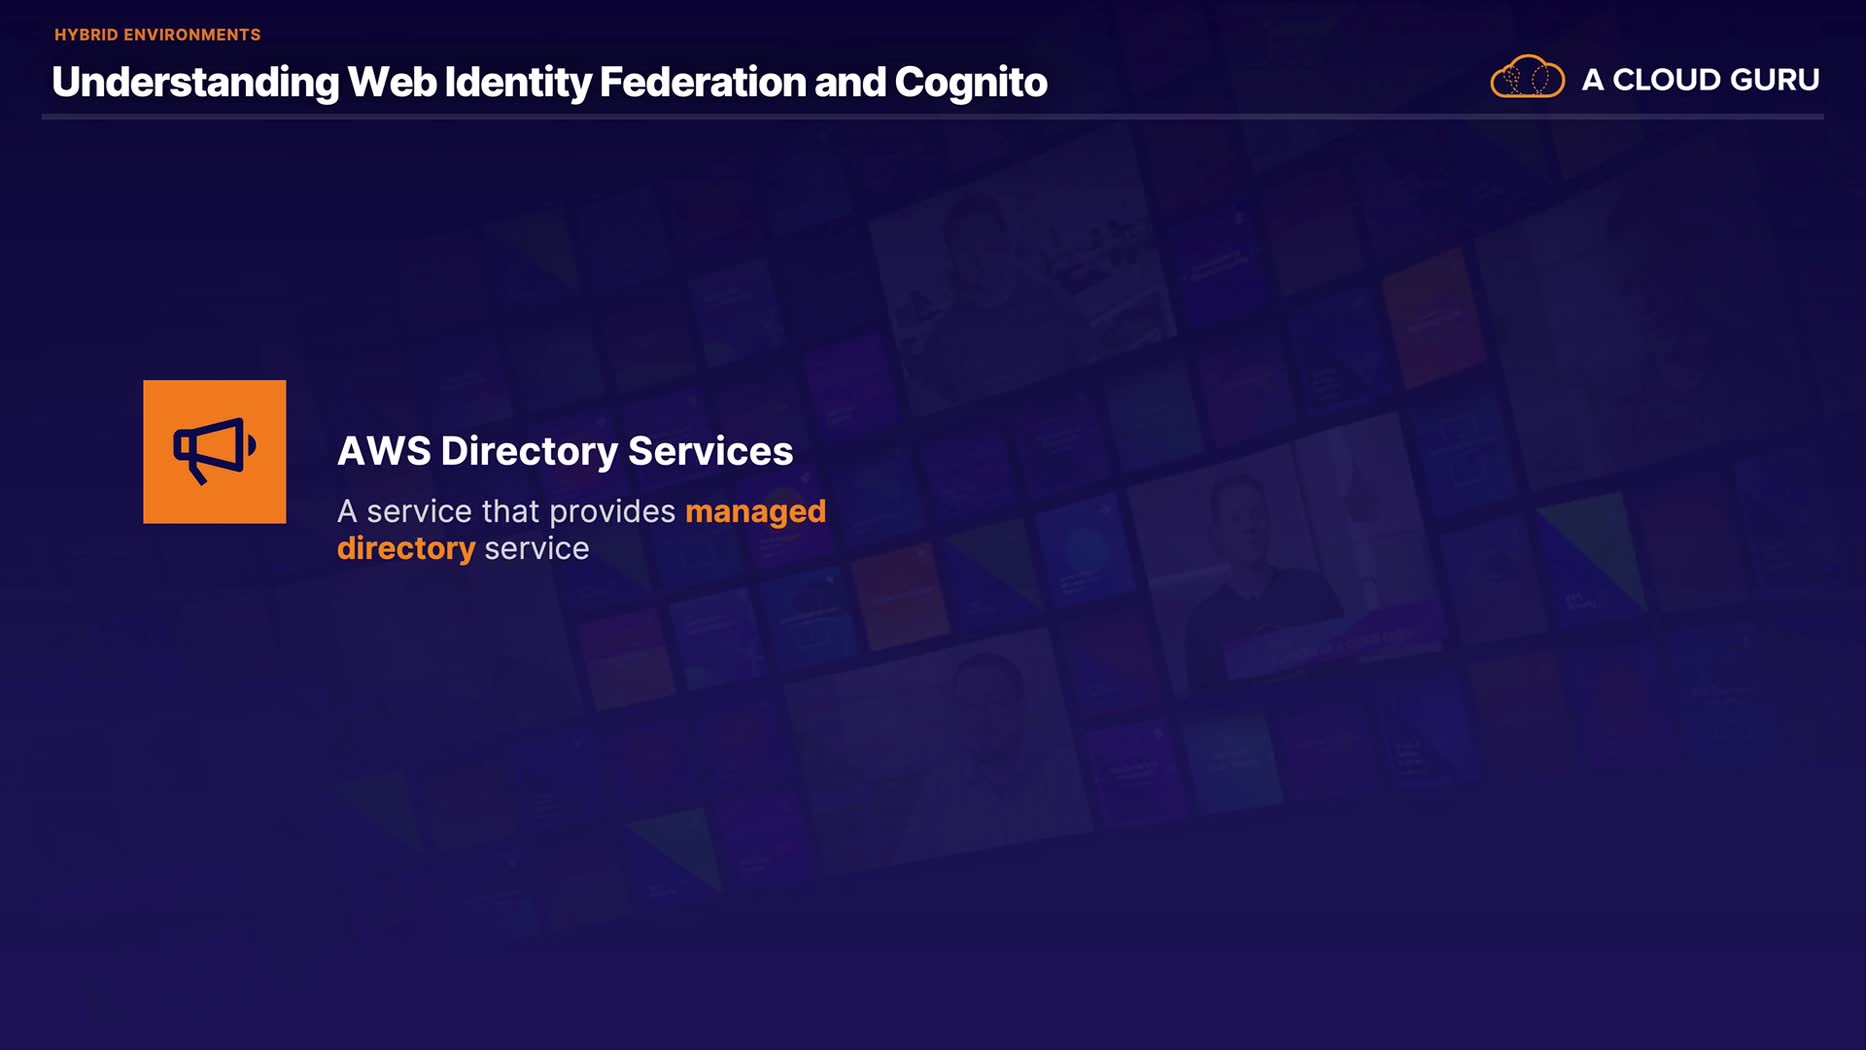 HYBRID ENVIRONMENTS
Understanding Web Identity Federation and Cognito
A CLOUD GURU
AWS Directory Services
A service that provides managed
directory service